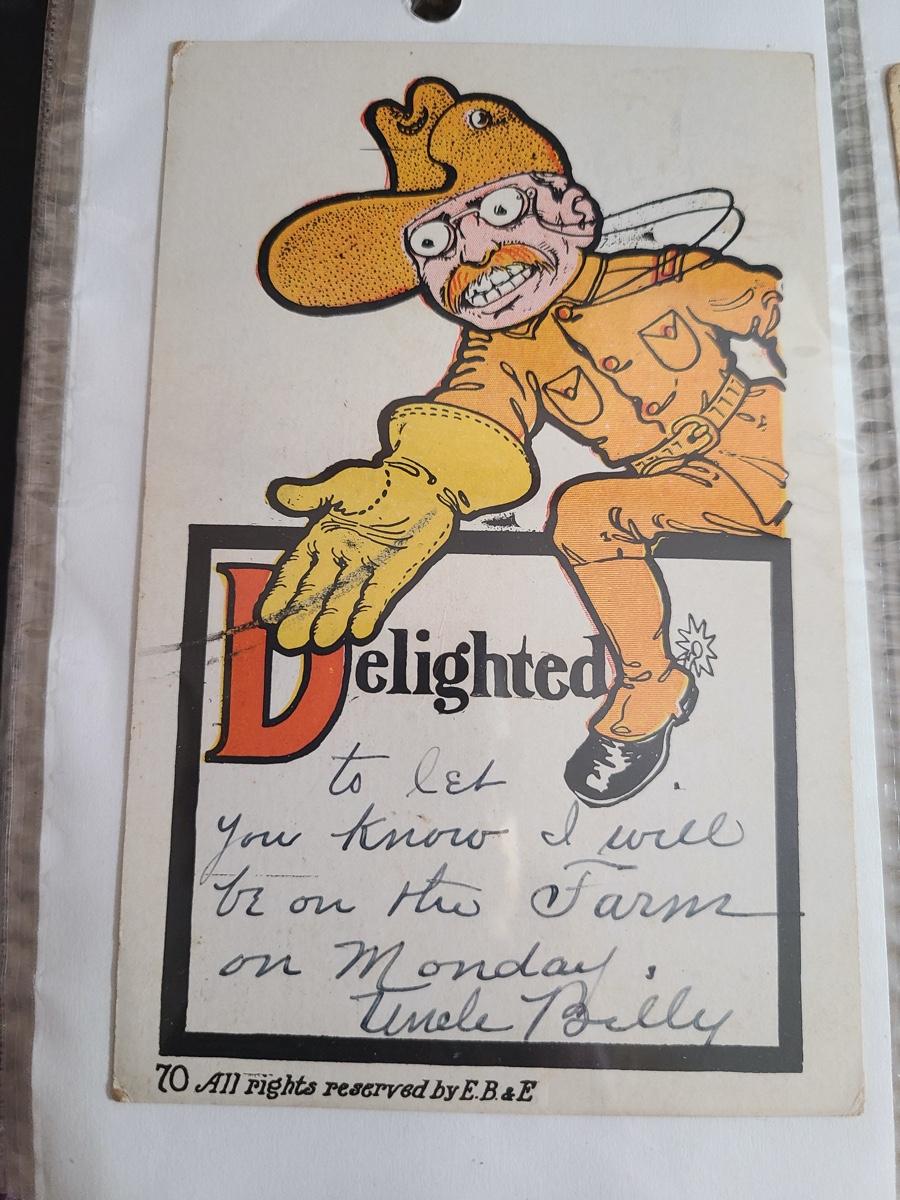 Delighted
to let
you know I will
be on the Farm
on Monday.
Uncle Billy
70 All rights reserved by E.B. & E